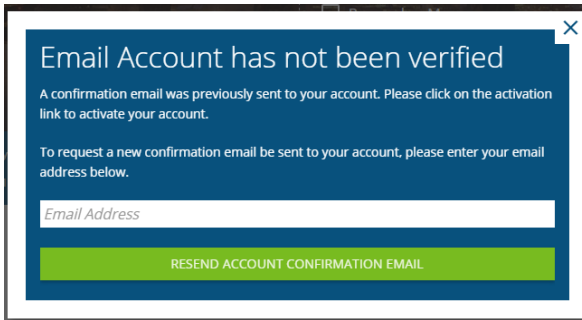 Email Account has not been verified
A confirmation email was previously sent to your account. Please click on the activation
link to activate your account.
To request a new confirmation email be sent to your account, please enter your email
address below.
Email Address
RESEND ACCOUNT CONFIRMATION EMAIL